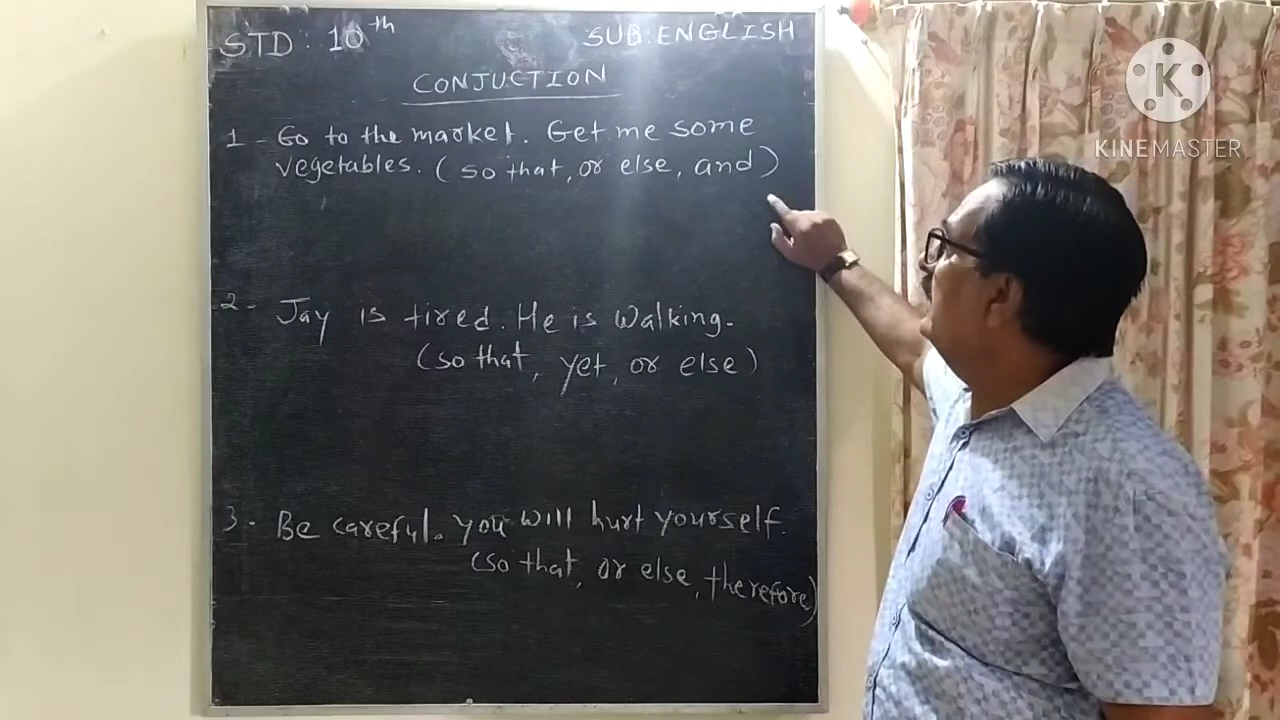 STD : 10th SUB: ENGLISH
CONJUCTION
1 - Go to the market. Get me some
vegetables. (so that, or else, and)
2 - Jay is tired. He is walking.
(so that, yet, or else)
3 - Be careful. you will hurt yourself.
(so that, or else, therefore)
K
KINEMASTER